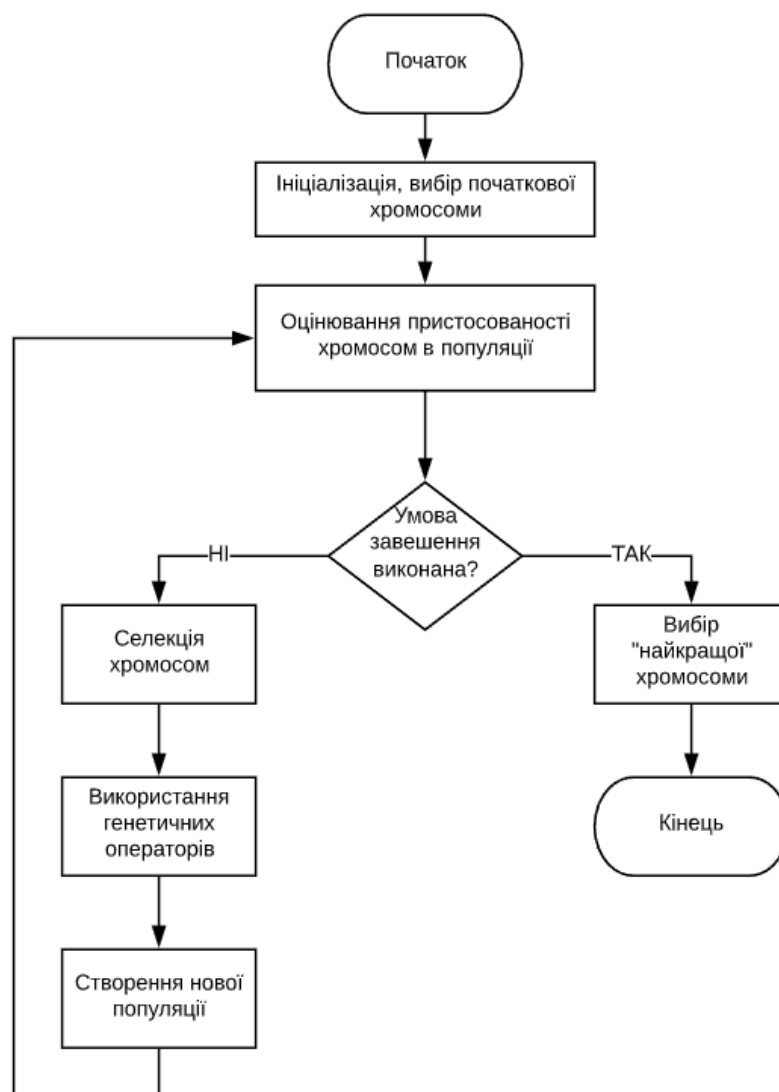 Початок
Ініціалізація, вибір початкової
хромосоми
Оцінювання пристосованості
хромосом в популяції
Умова
завешення
виконана?
НІ
ТАК
Селекція
хромосом
Вибір
"найкращої"
хромосоми
Використання
генетичних
операторів
Кінець
Створення нової
популяції